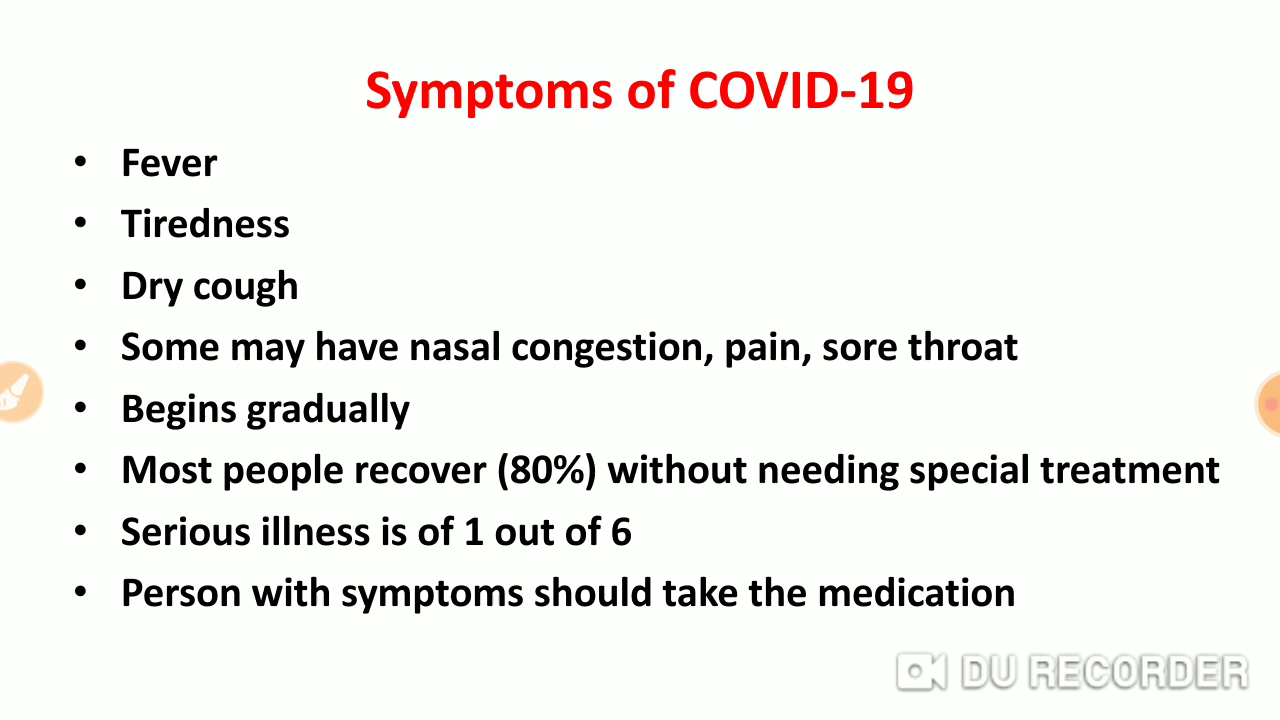 Symptoms of COVID-19
• Fever
• Tiredness
• Dry cough
• Some may have nasal congestion, pain, sore throat
• Begins gradually
• Most people recover (80%) without needing special treatment
• Serious illness is of 1 out of 6
• Person with symptoms should take the medication
DU RECORDER